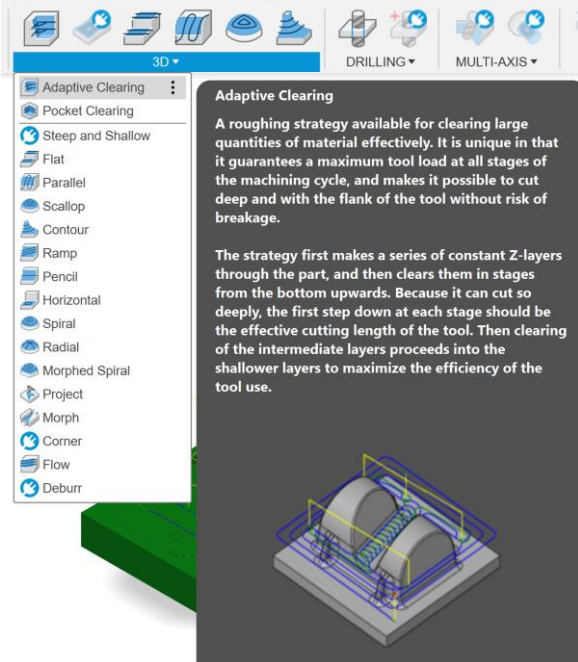 3D ▾
DRILLING ▾
MULTI-AXIS ▾
Adaptive Clearing
Pocket Clearing
Steep and Shallow
Flat
Parallel
Scallop
Contour
Ramp
Pencil
Horizontal
Spiral
Radial
Morphed Spiral
Project
Morph
Corner
Flow
Deburr
Adaptive Clearing
A roughing strategy available for clearing large
quantities of material effectively. It is unique in that
it guarantees a maximum tool load at all stages of
the machining cycle, and makes it possible to cut
deep and with the flank of the tool without risk of
breakage.
The strategy first makes a series of constant Z-layers
through the part, and then clears them in stages
from the bottom upwards. Because it can cut so
deeply, the first step down at each stage should be
the effective cutting length of the tool. Then clearing
of the intermediate layers proceeds into the
shallower layers to maximize the efficiency of the
tool use.